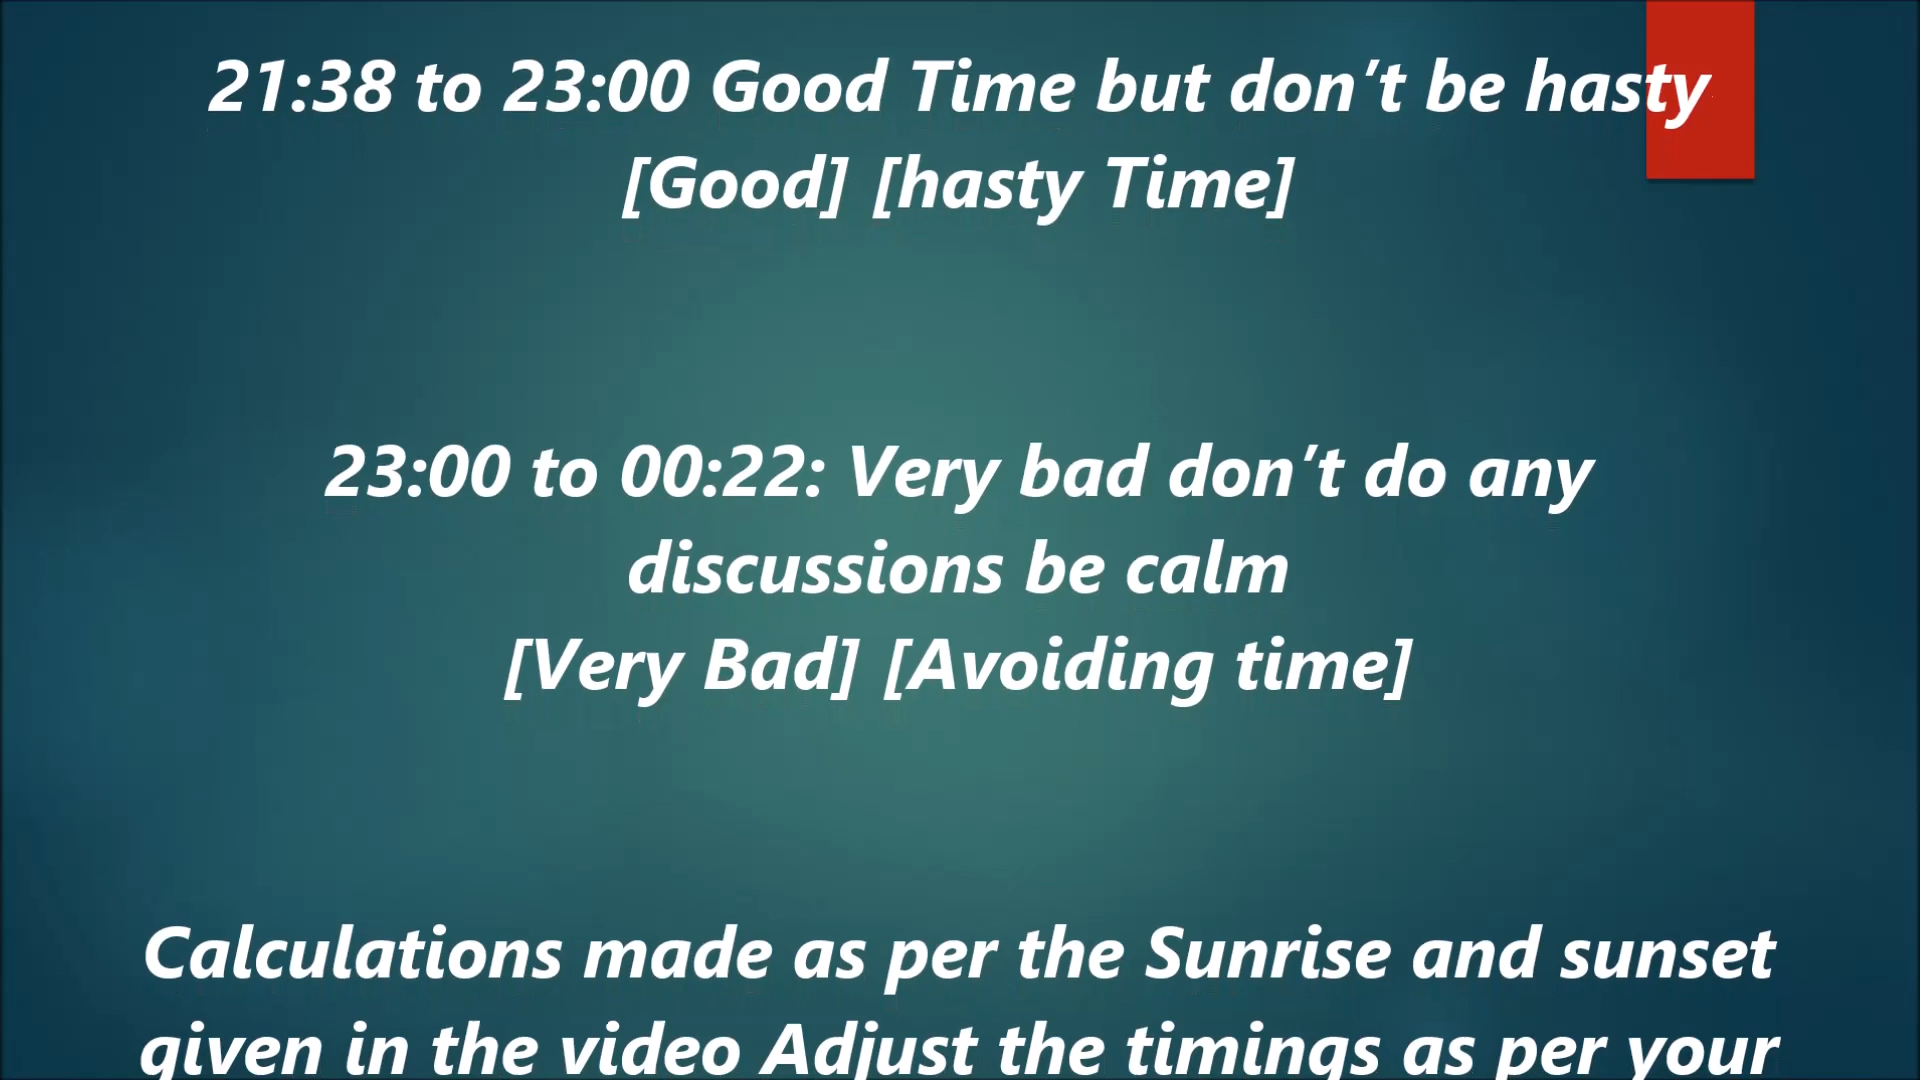 21:38 to 23:00 Good Time but don’t be hasty
[Good] [hasty Time]
23:00 to 00:22: Very bad don’t do any
discussions be calm
[Very Bad] [Avoiding time]
Calculations made as per the Sunrise and sunset
given in the video Adjust the timings as per your